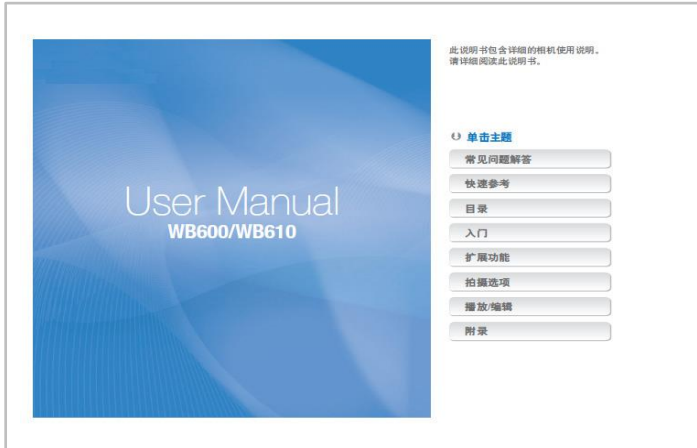 User Manual
WB600/WB610
此说明书包含详细的相机使用说明。
请详细阅读此说明书。
单击主题
常见问题解答
快速参考
目录
入门
扩展功能
拍摄选项
播放/编辑
附录